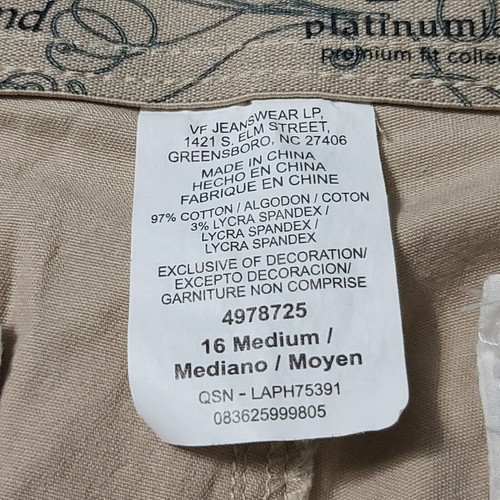 nd
platinum
premium fit collec
VF JEANSWEAR LP,
1421 S. ELM STREET,
GREENSBORO, NC 27406
MADE IN CHINA
HECHO EN CHINA
FABRIQUE EN CHINE
97% COTTON / ALGODON / COTON
3% LYCRA SPANDEX /
LYCRA SPANDEX /
LYCRA SPANDEX
EXCLUSIVE OF DECORATION/
EXCEPTO DECORACION/
GARNITURE NON COMPRISE
4978725
16 Medium /
Mediano / Moyen
QSN - LAPH75391
083625999805